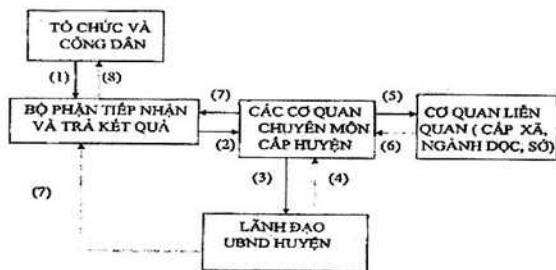 TỔ CHỨC VÀ
CÔNG DÂN
(1)
(8)
BỘ PHẬN TIẾP NHẬN
VÀ TRẢ KẾT QUẢ
(7)
(2)
CÁC CƠ QUAN
CHUYÊN MÔN
CẤP HUYỆN
(5)
(6)
CƠ QUAN LIÊN
QUAN ( CẤP XÃ,
NGÀNH DỌC, SỞ)
(7)
(3)
(4)
LÃNH ĐẠO
UBND HUYỆN